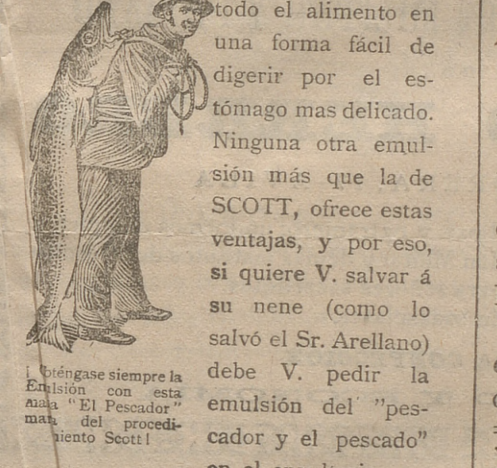 todo el alimento en
una forma fácil de
digerir por el es-
tómago mas delicado.
Ninguna otra emul-
sión más que la de
SCOTT, ofrece estas
ventajas, y por eso,
si quiere V. salvar á
su nene (como lo
salvó el Sr. Arellano)
debe V. pedir la
emulsión del "pes-
cador y el pescado"
en el
¡ Obténgase siempre la
Emulsión con esta
"El Pescador"
del procedi-
miento Scott!